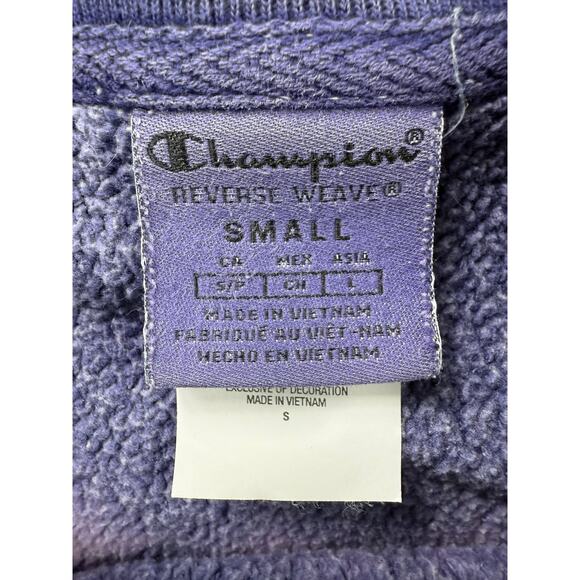 Champion®
REVERSE WEAVE®
SMALL
CA MEX ASIA
S/P CH L
MADE IN VIETNAM
FABRIQUÉ AU VIÊT-NAM
HECHO EN VIETNAM
EXCLUSIVE OF DECORATION
MADE IN VIETNAM
S